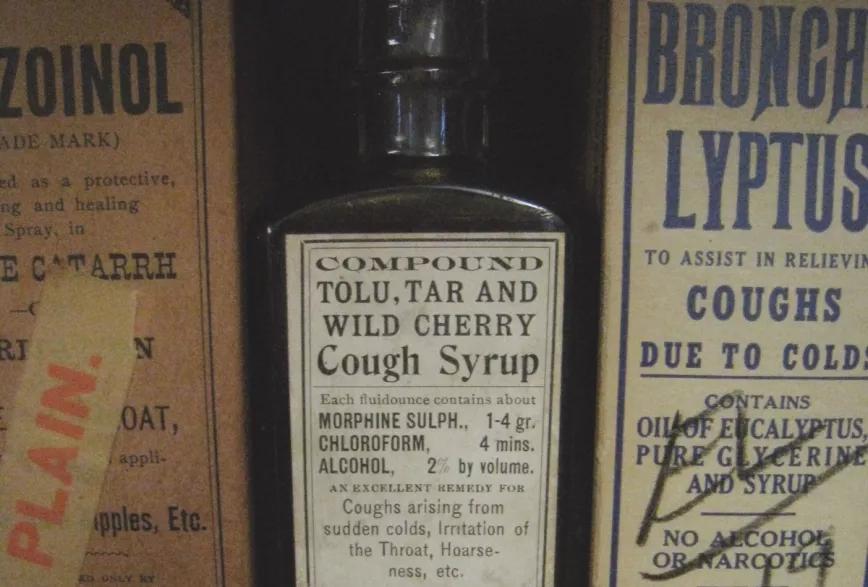 ZOINOL
ADE MARK)
ed as a protective,
ng and healing
Spray, in
E CATARRH
PLAIN.
OAT,
appli-
pples, Etc.
ED ONLY BY
COMPOUND
TOLU, TAR AND
WILD CHERRY
Cough Syrup
Each fluidounce contains about
MORPHINE SULPH., 1-4 gr.
CHLOROFORM, 4 mins.
ALCOHOL, 2% by volume.
AN EXCELLENT REMEDY FOR
Coughs arising from
sudden colds, Irritation of
the Throat, Hoarse-
ness, etc.
BRONCH
LYPTUS
TO ASSIST IN RELIEVIN
COUGHS
DUE TO COLDS
CONTAINS
OIL OF EUCALYPTUS,
PURE GLYCERINE
AND SYRUP
NO ALCOHOL
OR NARCOTICS